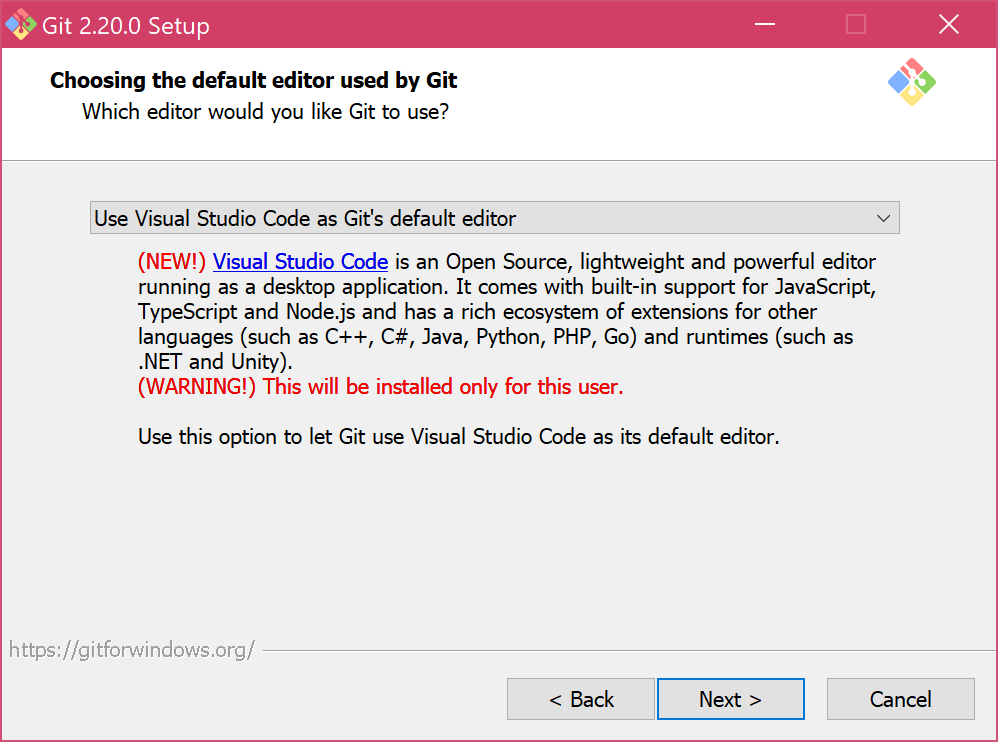 Git 2.20.0 Setup
Choosing the default editor used by Git
Which editor would you like Git to use?
Use Visual Studio Code as Git's default editor
(NEW!) Visual Studio Code is an Open Source, lightweight and powerful editor
running as a desktop application. It comes with built-in support for JavaScript,
TypeScript and Node.js and has a rich ecosystem of extensions for other
languages (such as C++, C#, Java, Python, PHP, Go) and runtimes (such as
.NET and Unity).
(WARNING!) This will be installed only for this user.
Use this option to let Git use Visual Studio Code as its default editor.
https://gitforwindows.org/
< Back
Next >
Cancel